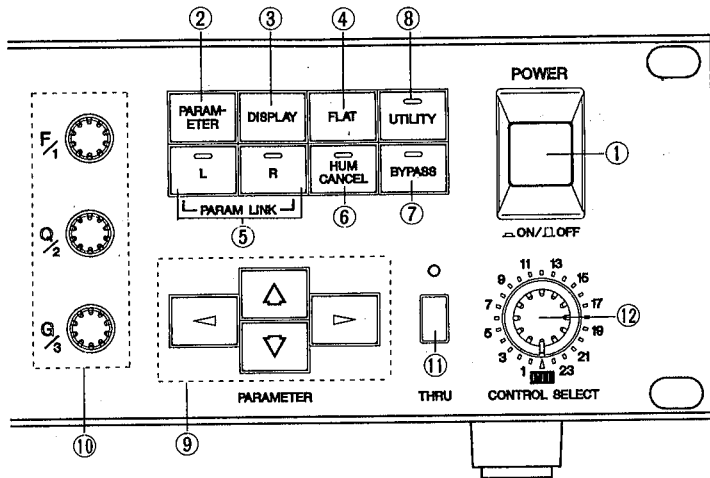 ② ③ ④ ⑧
POWER
PARAM-
ETER
DISPLAY
FLAT
UTILITY
①
F/1
L
R
HUM
CANCEL
BYPASS
PARAM LINK
⑤ ⑥ ⑦
ON/ OFF
Q/2
11 13
9 15
7 17
5 19
3 21
1 23
⑫
G/3
⑪
⑩ ⑨
PARAMETER
THRU
CONTROL SELECT